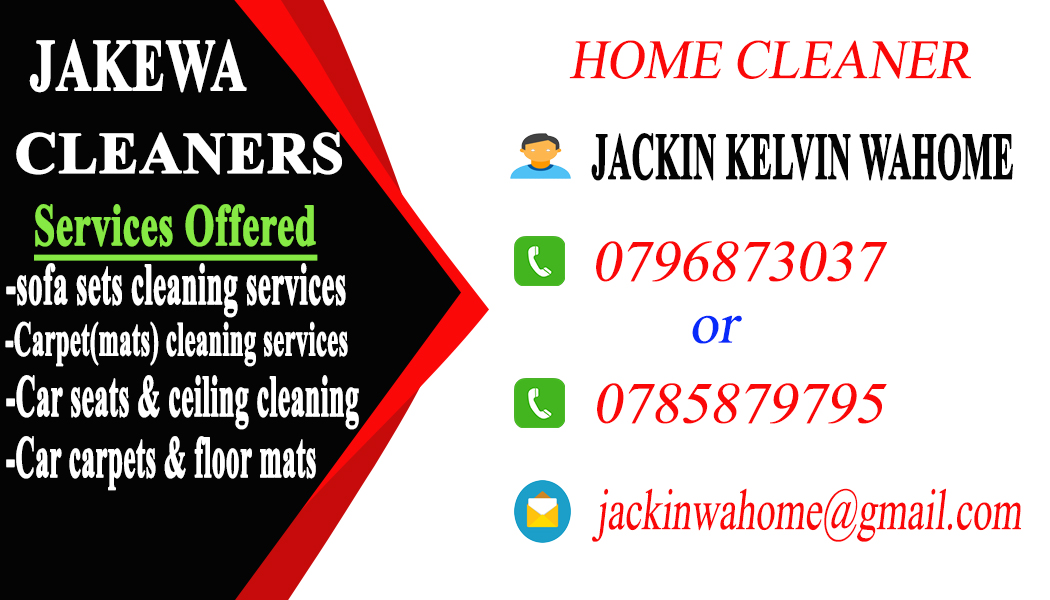 JAKEWA
CLEANERS
Services Offered
-sofa sets cleaning services
-Carpet(mats) cleaning services
-Car seats & ceiling cleaning
-Car carpets & floor mats
HOME CLEANER
JACKIN KELVIN WAHOME
0796873037
or
0785879795
jackinwahome@gmail.com